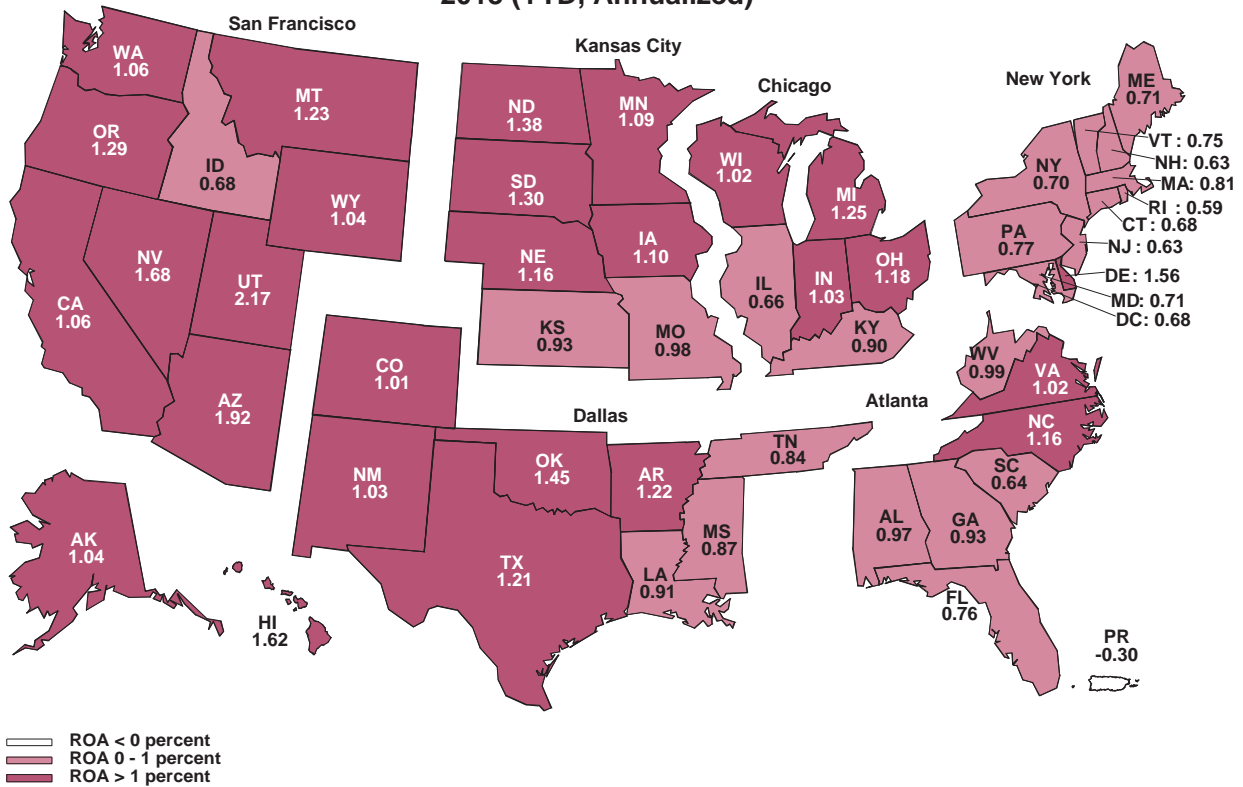 2015 (YTD, Annualized)
San Francisco
Kansas City
Chicago
New York
Dallas
Atlanta
WA
1.06
MT
1.23
OR
1.29
ID
0.68
WY
1.04
NV
1.68
UT
2.17
CA
1.06
AZ
1.92
AK
1.04
HI
1.62
ND
1.38
MN
1.09
SD
1.30
NE
1.16
IA
1.10
KS
0.93
MO
0.98
WI
1.02
MI
1.25
IL
0.66
IN
1.03
OH
1.18
KY
0.90
ME
0.71
VT : 0.75
NH: 0.63
MA: 0.81
RI : 0.59
CT : 0.68
NJ : 0.63
DE: 1.56
MD: 0.71
DC: 0.68
NY
0.70
PA
0.77
CO
1.01
NM
1.03
OK
1.45
AR
1.22
TX
1.21
LA
0.91
MS
0.87
TN
0.84
WV
0.99
VA
1.02
NC
1.16
SC
0.64
AL
0.97
GA
0.93
FL
0.76
PR
-0.30
ROA < 0 percent
ROA 0 - 1 percent
ROA > 1 percent